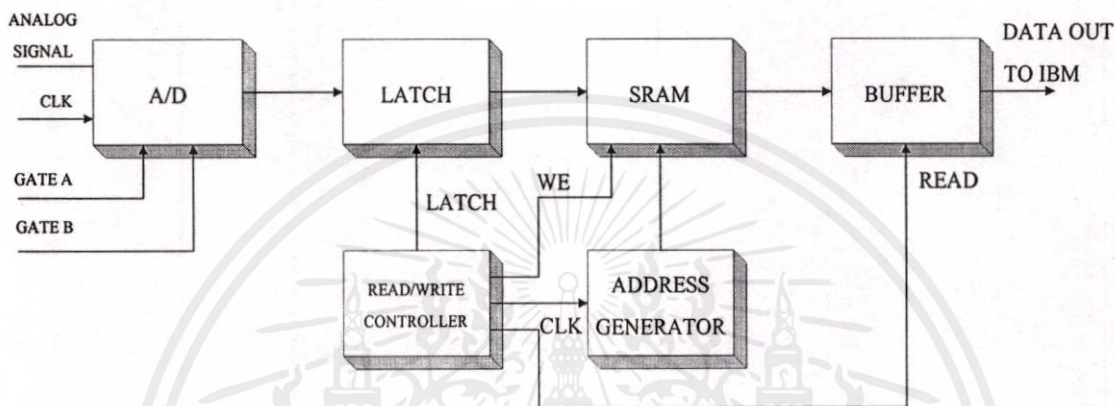 ANALOG
SIGNAL
CLK
GATE A
GATE B
A/D
LATCH
SRAM
BUFFER
DATA OUT
TO IBM
LATCH
WE
READ
READ/WRITE
CONTROLLER
CLK
ADDRESS
GENERATOR